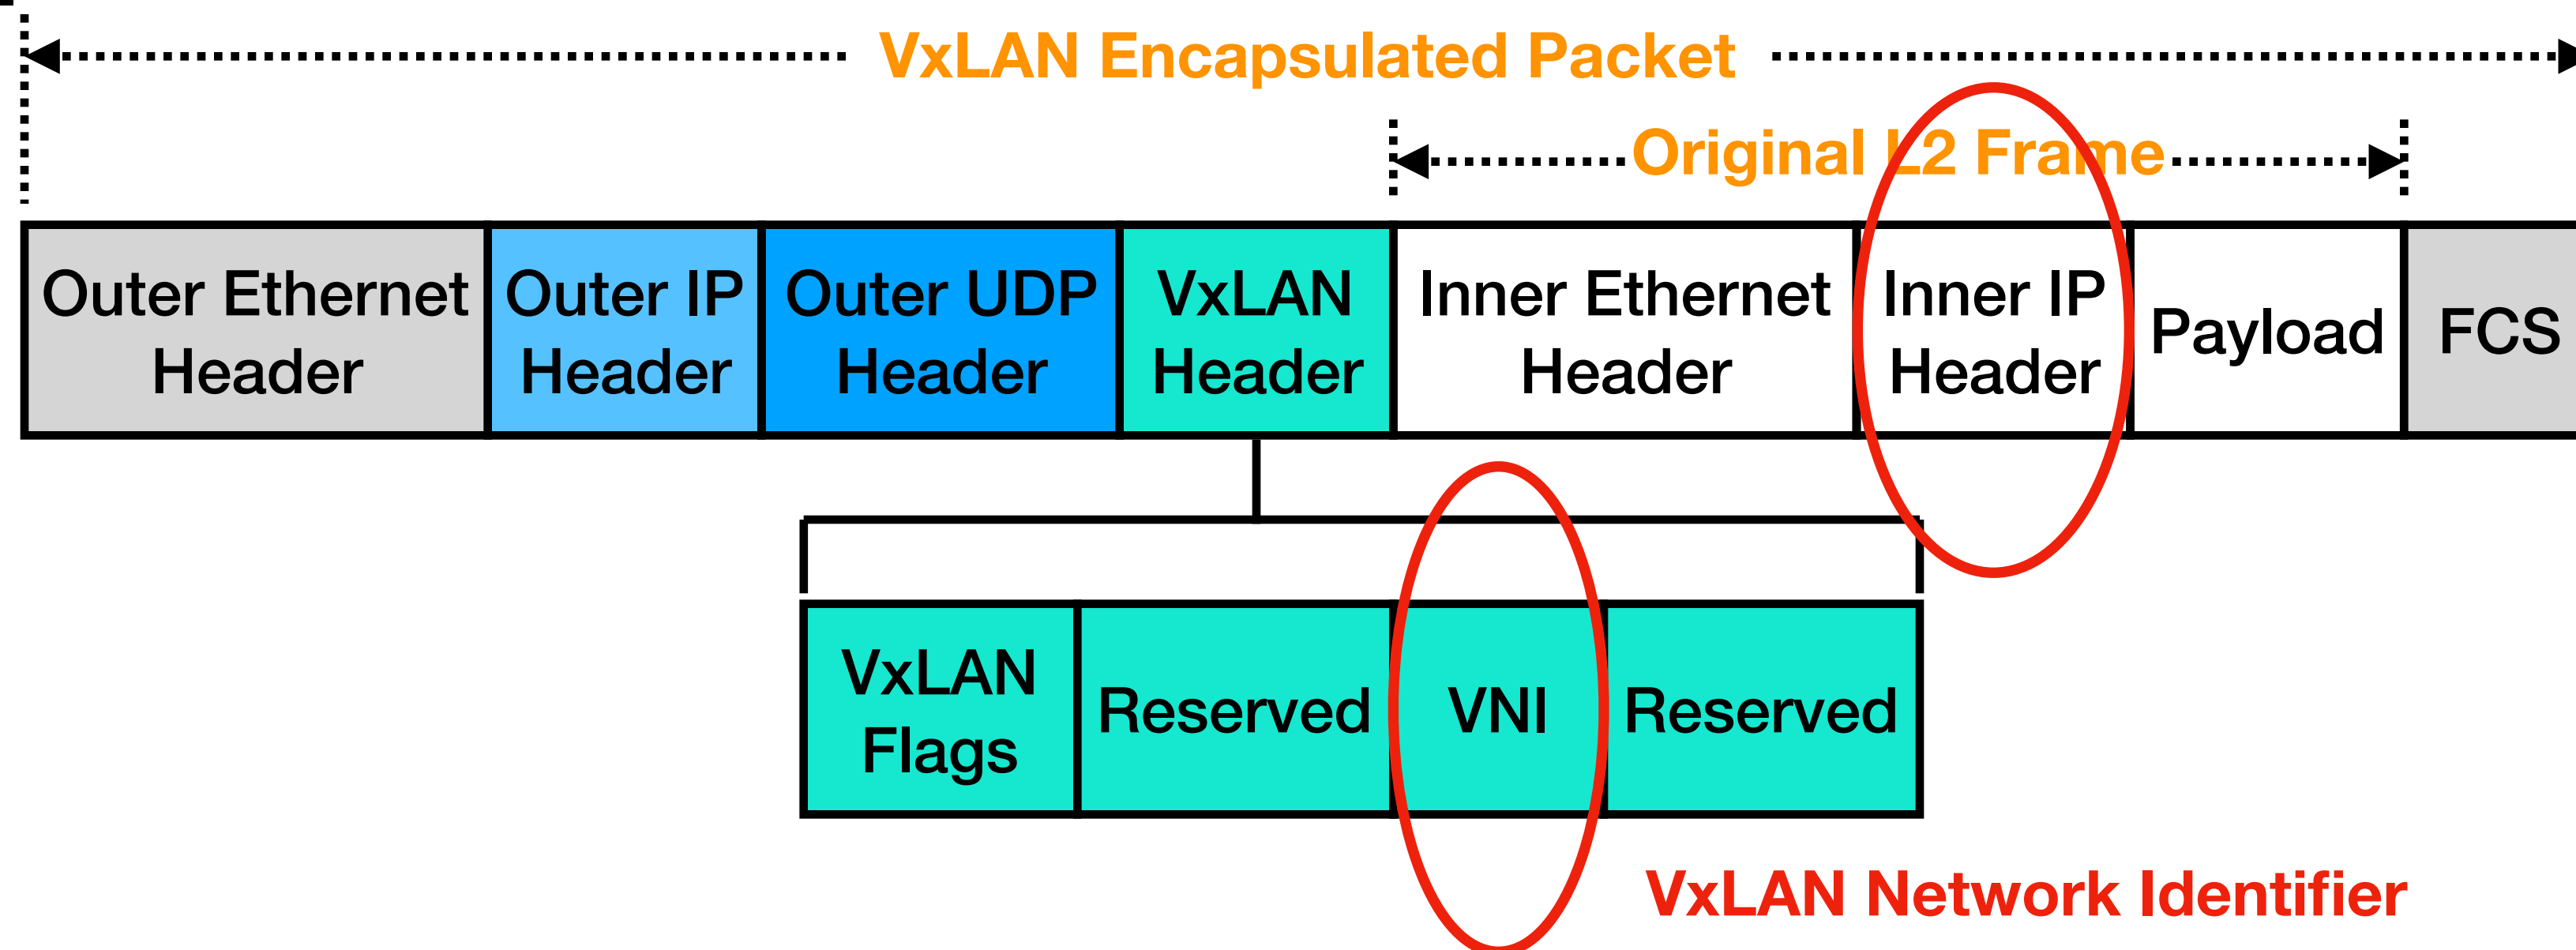 VxLAN Encapsulated Packet
Original L2 Frame
Outer Ethernet
Header
Outer IP
Header
Outer UDP
Header
VxLAN
Header
Inner Ethernet
Header
Inner IP
Header
Payload
FCS
VxLAN
Flags
Reserved
VNI
Reserved
VxLAN Network Identifier